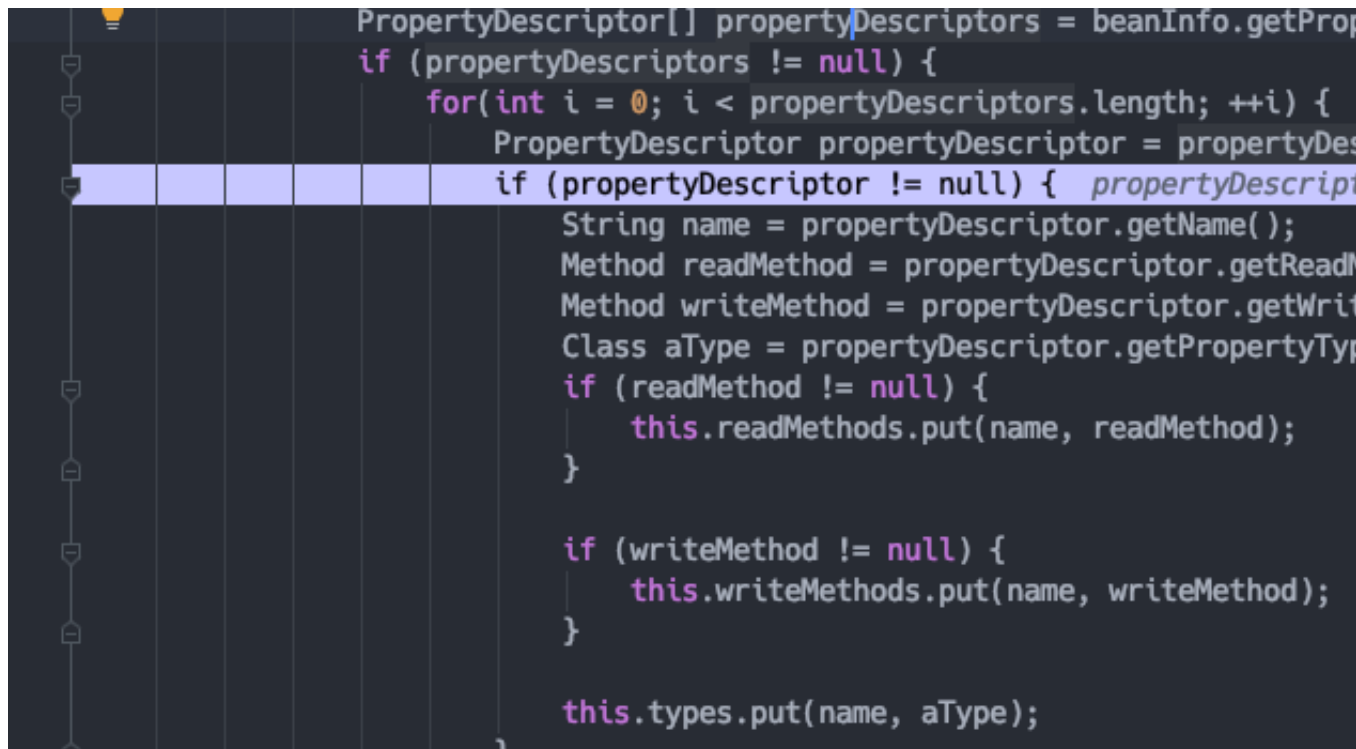 PropertyDescriptor[] propertyDescriptors = beanInfo.getProp
if (propertyDescriptors != null) {
for(int i = 0; i < propertyDescriptors.length; ++i) {
PropertyDescriptor propertyDescriptor = propertyDes
if (propertyDescriptor != null) { propertyDescript
String name = propertyDescriptor.getName();
Method readMethod = propertyDescriptor.getReadM
Method writeMethod = propertyDescriptor.getWrit
Class aType = propertyDescriptor.getPropertyTyp
if (readMethod != null) {
this.readMethods.put(name, readMethod);
}
if (writeMethod != null) {
this.writeMethods.put(name, writeMethod);
}
this.types.put(name, aType);
}